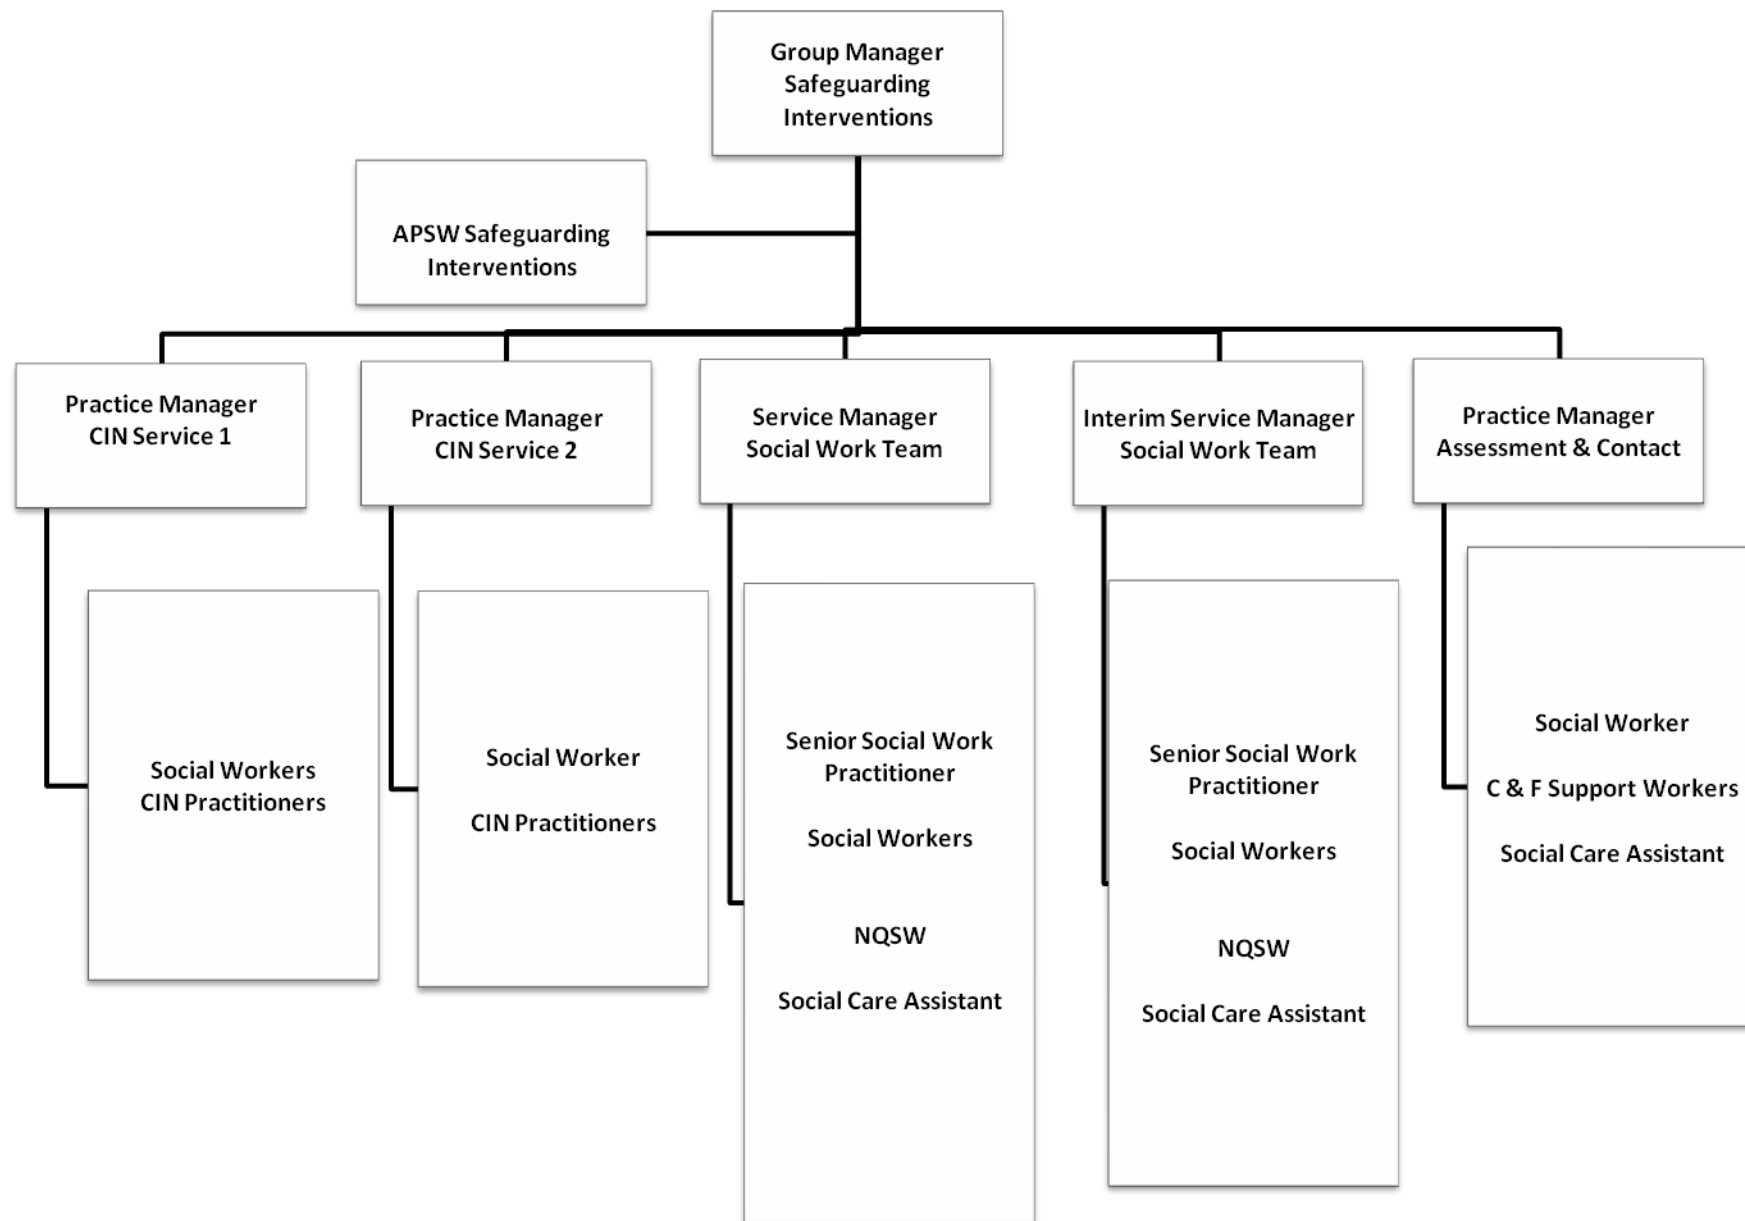 Group Manager
Safeguarding
Interventions
APSW Safeguarding
Interventions
Practice Manager
CIN Service 1
Practice Manager
CIN Service 2
Service Manager
Social Work Team
Interim Service Manager
Social Work Team
Practice Manager
Assessment & Contact
Social Workers
CIN Practitioners
Social Worker
CIN Practitioners
Senior Social Work
Practitioner
Social Workers
NQSW
Social Care Assistant
Senior Social Work
Practitioner
Social Workers
NQSW
Social Care Assistant
Social Worker
C & F Support Workers
Social Care Assistant